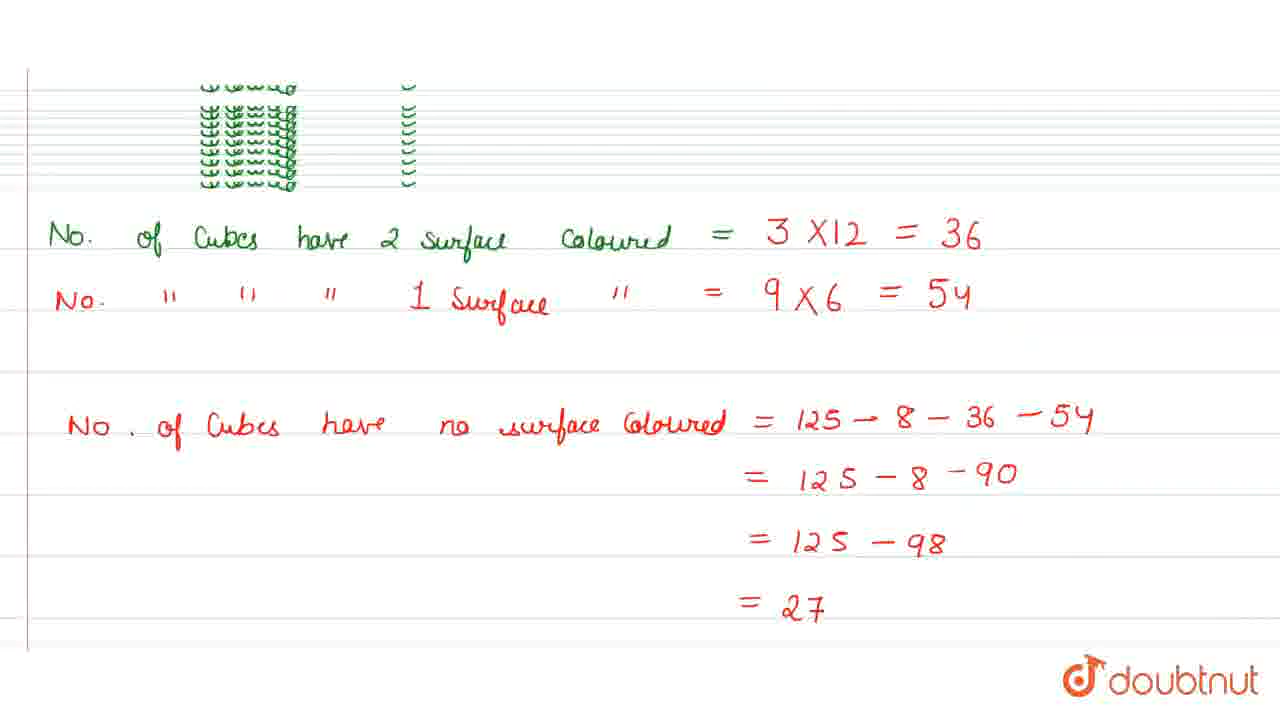 No. of Cubes have 2 surface coloured = 3 X 12 = 36
No. " " " 1 Surface " = 9 X 6 = 54
No. of Cubes have no surface coloured = 125 - 8 - 36 - 54
= 125 - 8 - 90
= 125 - 98
= 27
doubtnut